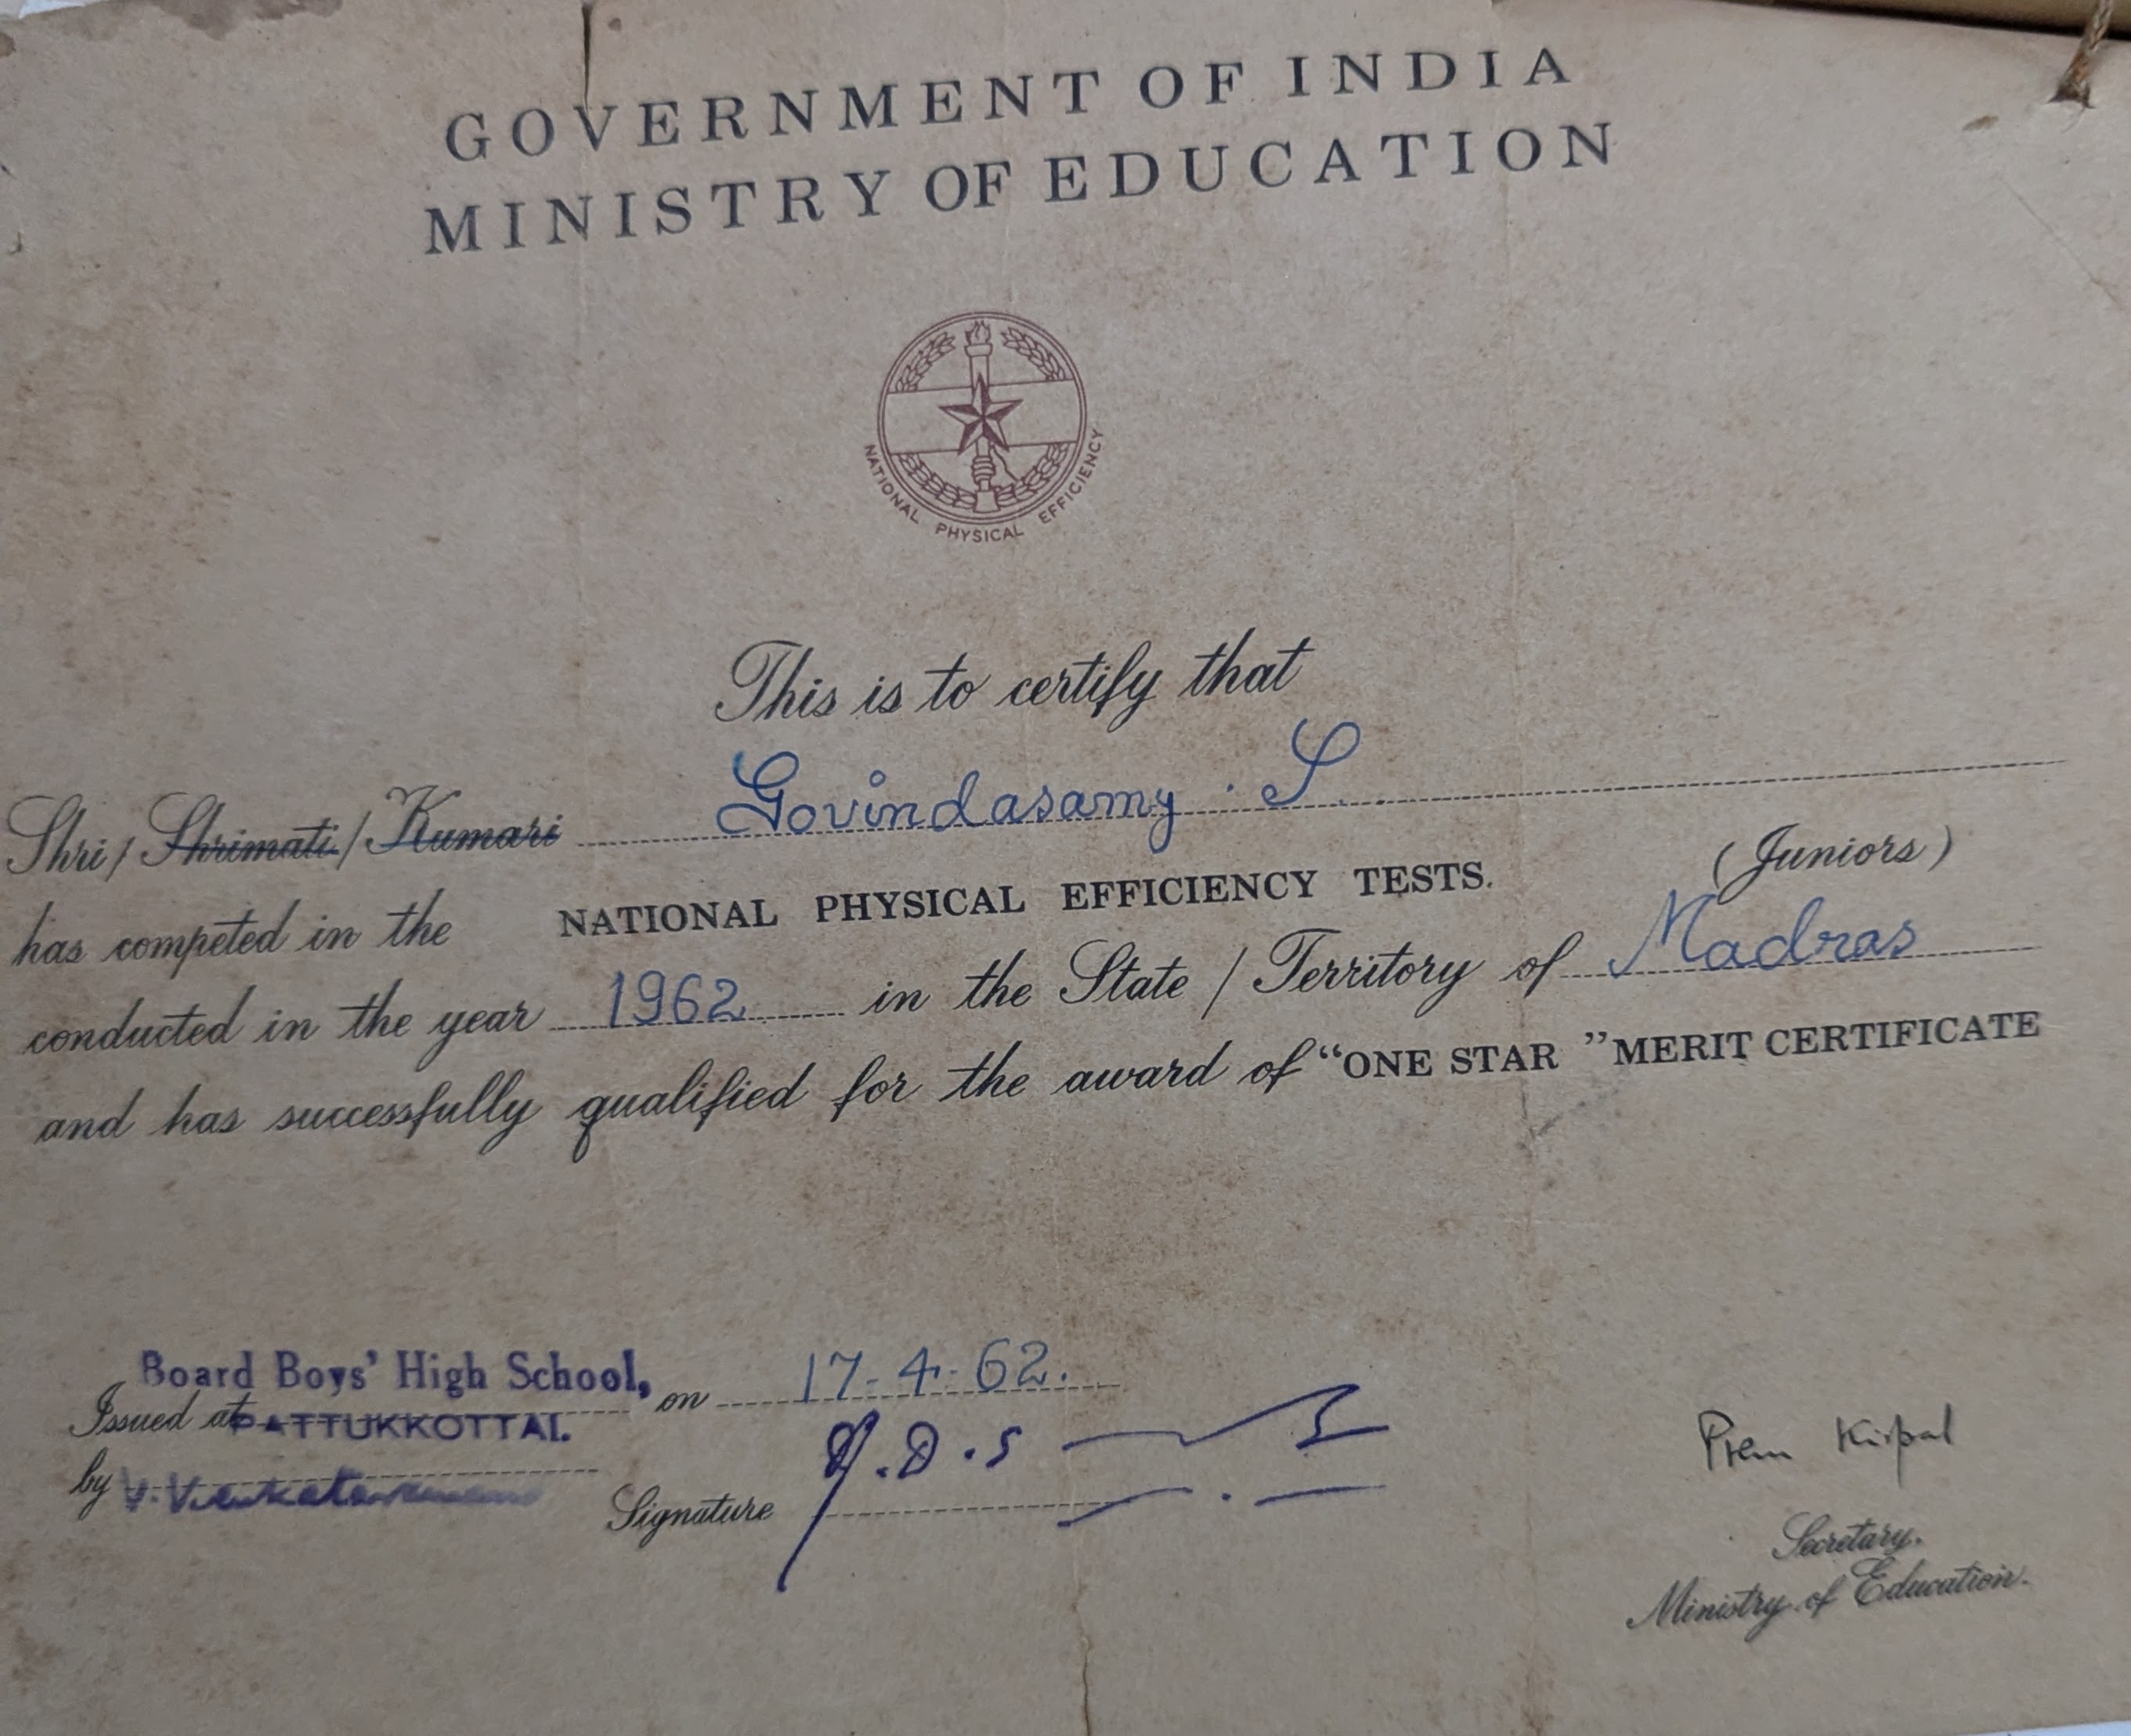 GOVERNMENT OF INDIA
MINISTRY OF EDUCATION
NATIONAL PHYSICAL EFFICIENCY
This is to certify that
Shri / Shrimati / Kumari Govindasamy . S.
has competed in the NATIONAL PHYSICAL EFFICIENCY TESTS. (Juniors)
conducted in the year 1962 in the State / Territory of Madras
and has successfully qualified for the award of "ONE STAR" MERIT CERTIFICATE
Board Boys' High School,
Issued at PATTUKKOTTAI. on 17-4-62.
by
Signature
Prem Kirpal
Secretary.
Ministry of Education.